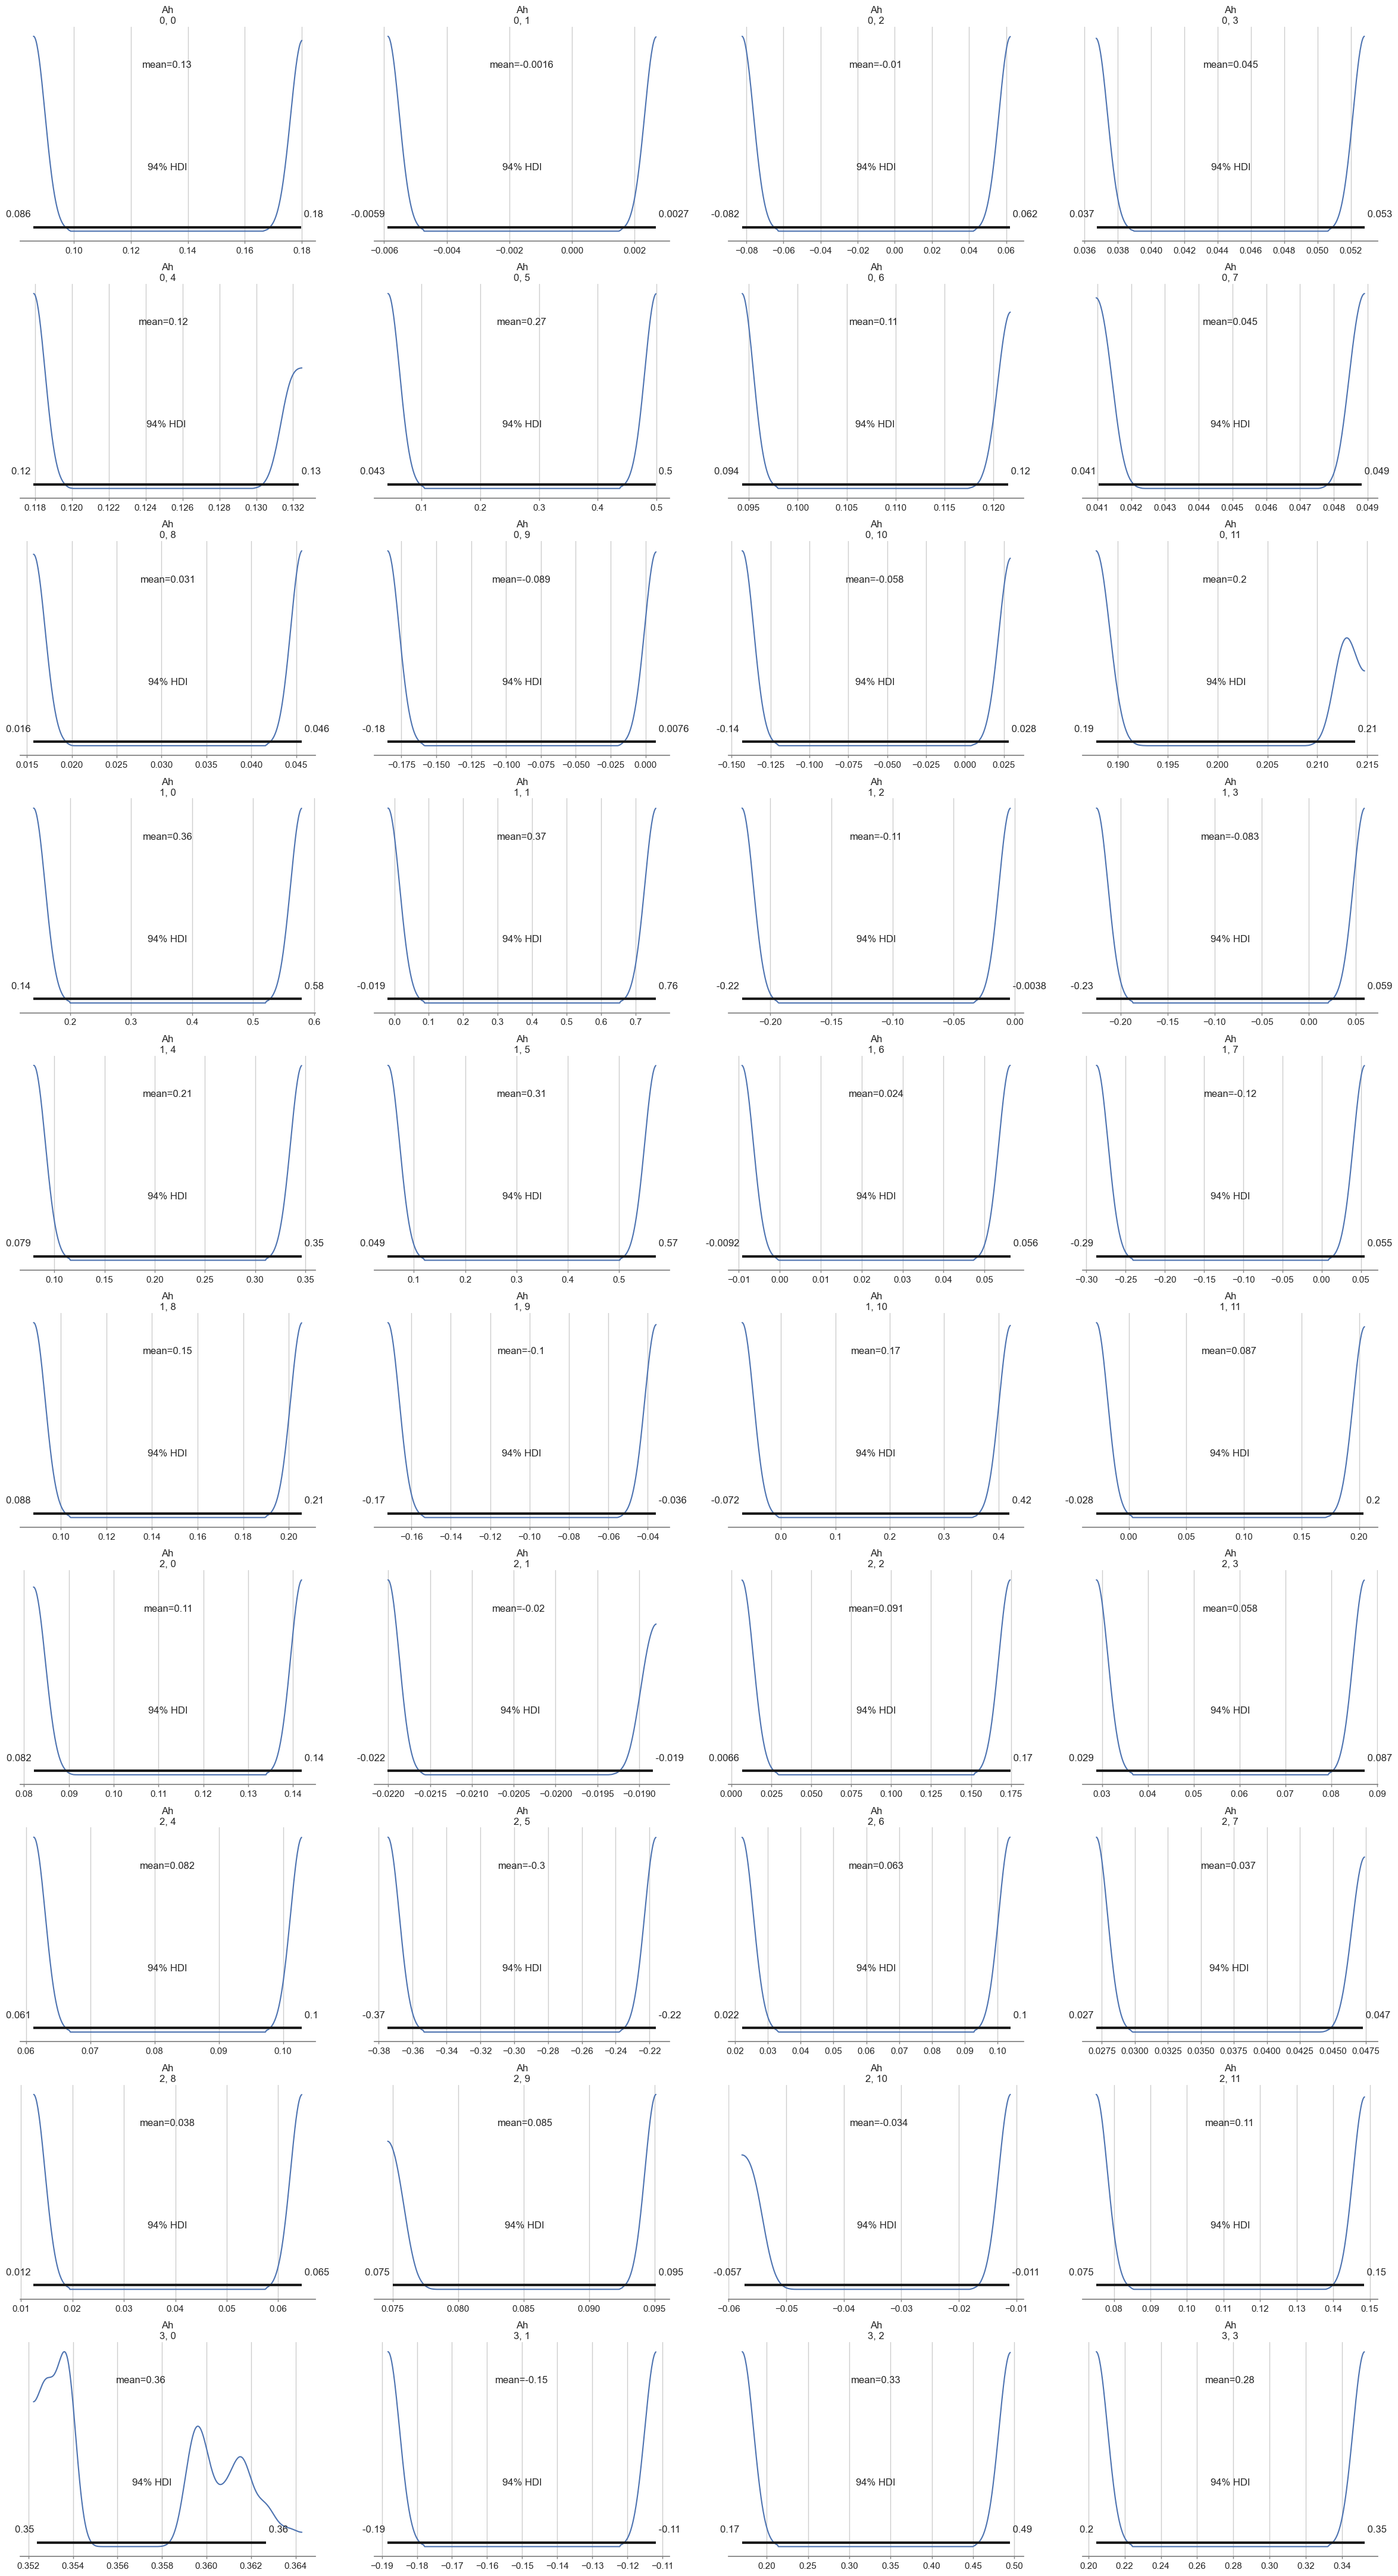 Ah
0, 0
mean=0.13
94% HDI
0.086
0.18
0.10 0.12 0.14 0.16 0.18
Ah
0, 1
mean=-0.0016
94% HDI
-0.0059
0.0027
−0.006 −0.004 −0.002 0.000 0.002
Ah
0, 2
mean=-0.01
94% HDI
-0.082
0.062
−0.08 −0.06 −0.04 −0.02 0.00 0.02 0.04 0.06
Ah
0, 3
mean=0.045
94% HDI
0.037
0.053
0.036 0.038 0.040 0.042 0.044 0.046 0.048 0.050 0.052
Ah
0, 4
mean=0.12
94% HDI
0.12
0.13
0.118 0.120 0.122 0.124 0.126 0.128 0.130 0.132
Ah
0, 5
mean=0.27
94% HDI
0.043
0.5
0.1 0.2 0.3 0.4 0.5
Ah
0, 6
mean=0.11
94% HDI
0.094
0.12
0.095 0.100 0.105 0.110 0.115 0.120
Ah
0, 7
mean=0.045
94% HDI
0.041
0.049
0.041 0.042 0.043 0.044 0.045 0.046 0.047 0.048 0.049
Ah
0, 8
mean=0.031
94% HDI
0.016
0.046
0.015 0.020 0.025 0.030 0.035 0.040 0.045
Ah
0, 9
mean=-0.089
94% HDI
-0.18
0.0076
−0.175 −0.150 −0.125 −0.100 −0.075 −0.050 −0.025 0.000
Ah
0, 10
mean=-0.058
94% HDI
-0.14
0.028
−0.150 −0.125 −0.100 −0.075 −0.050 −0.025 0.000 0.025
Ah
0, 11
mean=0.2
94% HDI
0.19
0.21
0.190 0.195 0.200 0.205 0.210 0.215
Ah
1, 0
mean=0.36
94% HDI
0.14
0.58
0.2 0.3 0.4 0.5 0.6
Ah
1, 1
mean=0.37
94% HDI
-0.019
0.76
0.0 0.1 0.2 0.3 0.4 0.5 0.6 0.7
Ah
1, 2
mean=-0.11
94% HDI
-0.22
-0.0038
−0.20 −0.15 −0.10 −0.05 0.00
Ah
1, 3
mean=-0.083
94% HDI
-0.23
0.059
−0.20 −0.15 −0.10 −0.05 0.00 0.05
Ah
1, 4
mean=0.21
94% HDI
0.079
0.35
0.10 0.15 0.20 0.25 0.30 0.35
Ah
1, 5
mean=0.31
94% HDI
0.049
0.57
0.1 0.2 0.3 0.4 0.5
Ah
1, 6
mean=0.024
94% HDI
-0.0092
0.056
−0.01 0.00 0.01 0.02 0.03 0.04 0.05
Ah
1, 7
mean=-0.12
94% HDI
-0.29
0.055
−0.30 −0.25 −0.20 −0.15 −0.10 −0.05 0.00 0.05
Ah
1, 8
mean=0.15
94% HDI
0.088
0.21
0.10 0.12 0.14 0.16 0.18 0.20
Ah
1, 9
mean=-0.1
94% HDI
-0.17
-0.036
−0.16 −0.14 −0.12 −0.10 −0.08 −0.06 −0.04
Ah
1, 10
mean=0.17
94% HDI
-0.072
0.42
0.0 0.1 0.2 0.3 0.4
Ah
1, 11
mean=0.087
94% HDI
-0.028
0.2
0.00 0.05 0.10 0.15 0.20
Ah
2, 0
mean=0.11
94% HDI
0.082
0.14
0.08 0.09 0.10 0.11 0.12 0.13 0.14
Ah
2, 1
mean=-0.02
94% HDI
-0.022
-0.019
−0.0220 −0.0215 −0.0210 −0.0205 −0.0200 −0.0195 −0.0190
Ah
2, 2
mean=0.091
94% HDI
0.0066
0.17
0.000 0.025 0.050 0.075 0.100 0.125 0.150 0.175
Ah
2, 3
mean=0.058
94% HDI
0.029
0.087
0.03 0.04 0.05 0.06 0.07 0.08 0.09
Ah
2, 4
mean=0.082
94% HDI
0.061
0.1
0.06 0.07 0.08 0.09 0.10
Ah
2, 5
mean=-0.3
94% HDI
-0.37
-0.22
−0.38 −0.36 −0.34 −0.32 −0.30 −0.28 −0.26 −0.24 −0.22
Ah
2, 6
mean=0.063
94% HDI
0.022
0.1
0.02 0.03 0.04 0.05 0.06 0.07 0.08 0.09 0.10
Ah
2, 7
mean=0.037
94% HDI
0.027
0.047
0.0275 0.0300 0.0325 0.0350 0.0375 0.0400 0.0425 0.0450 0.0475
Ah
2, 8
mean=0.038
94% HDI
0.012
0.065
0.01 0.02 0.03 0.04 0.05 0.06
Ah
2, 9
mean=0.085
94% HDI
0.075
0.095
0.075 0.080 0.085 0.090 0.095
Ah
2, 10
mean=-0.034
94% HDI
-0.057
-0.011
−0.06 −0.05 −0.04 −0.03 −0.02 −0.01
Ah
2, 11
mean=0.11
94% HDI
0.075
0.15
0.08 0.09 0.10 0.11 0.12 0.13 0.14 0.15
Ah
3, 0
mean=0.36
94% HDI
0.35
0.36
0.352 0.354 0.356 0.358 0.360 0.362 0.364
Ah
3, 1
mean=-0.15
94% HDI
-0.19
-0.11
−0.19 −0.18 −0.17 −0.16 −0.15 −0.14 −0.13 −0.12 −0.11
Ah
3, 2
mean=0.33
94% HDI
0.17
0.49
0.20 0.25 0.30 0.35 0.40 0.45 0.50
Ah
3, 3
mean=0.28
94% HDI
0.2
0.35
0.20 0.22 0.24 0.26 0.28 0.30 0.32 0.34